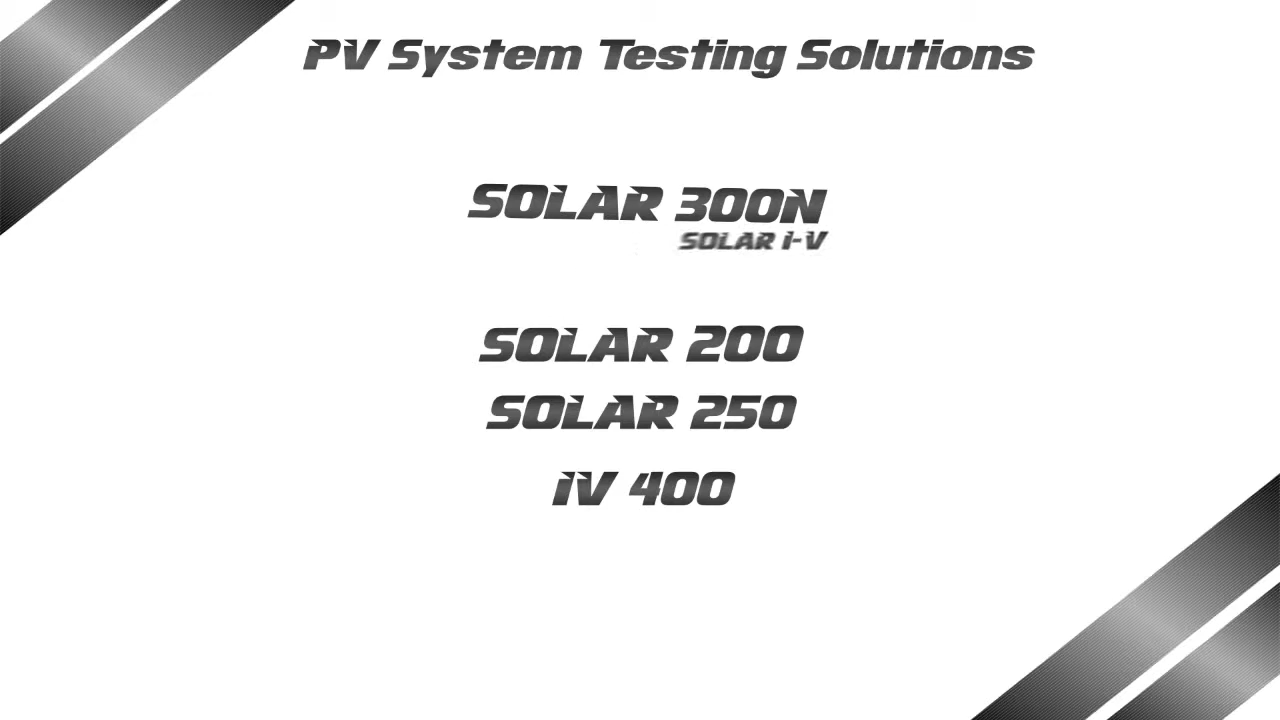 PV System Testing Solutions
SOLAR 300N
SOLAR I-V
SOLAR 200
SOLAR 250
IV 400